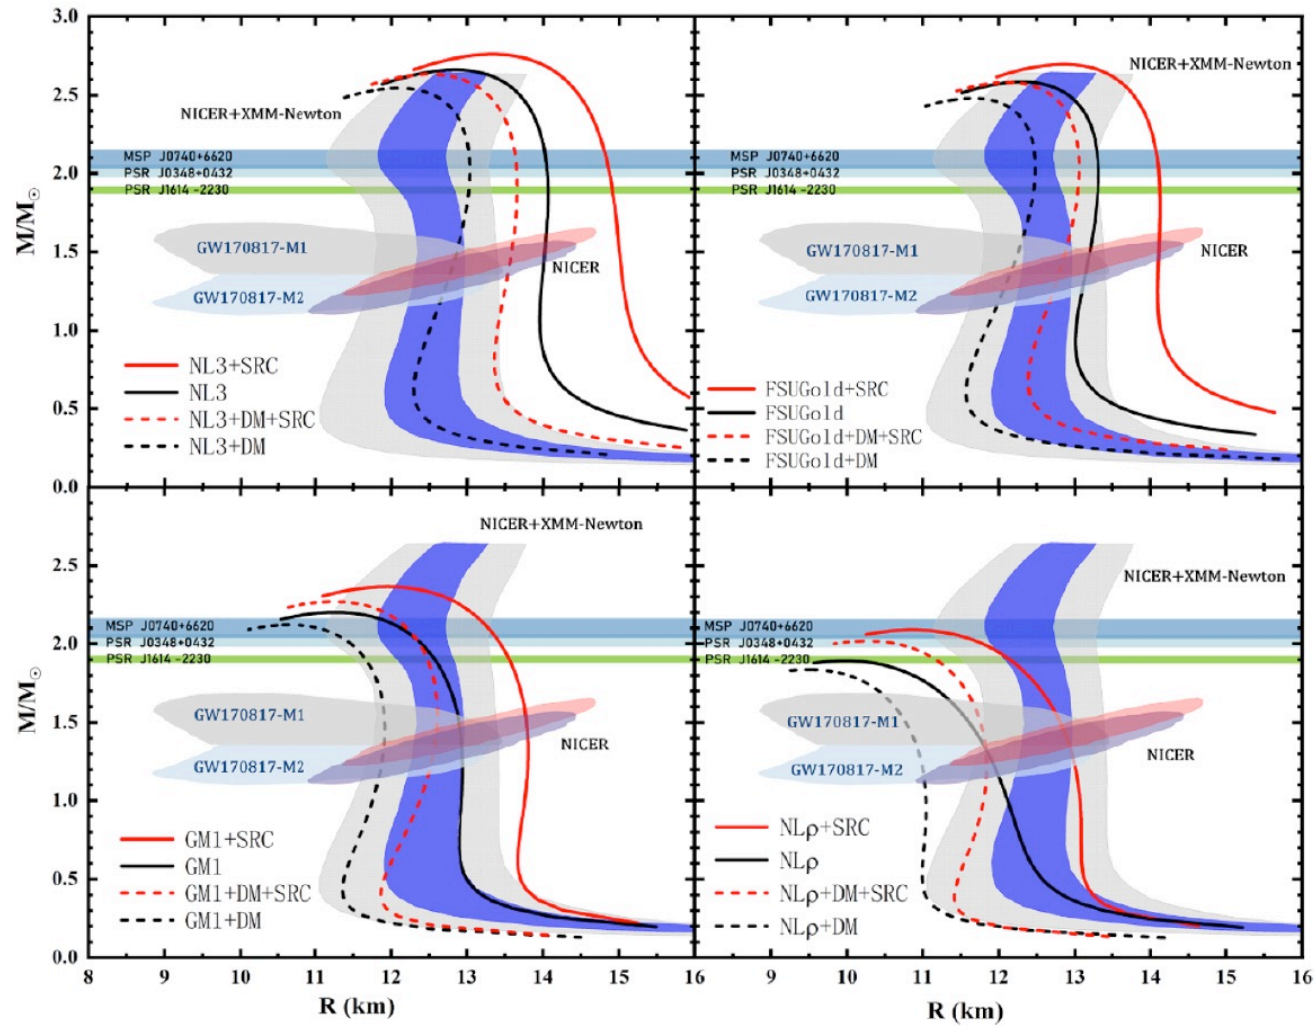 3.0
2.5
2.0
1.5
1.0
0.5
0.0
M/M☉
NICER+XMM-Newton
MSP J0740+6620
PSR J0348+0432
PSR J1614-2230
GW170817-M1
GW170817-M2
NICER
NL3+SRC
NL3
NL3+DM+SRC
NL3+DM
NICER+XMM-Newton
MSP J0740+6620
PSR J0348+0432
PSR J1614-2230
GW170817-M1
GW170817-M2
NICER
FSUGold+SRC
FSUGold
FSUGold+DM+SRC
FSUGold+DM
2.5
2.0
1.5
1.0
0.5
0.0
M/M☉
NICER+XMM-Newton
MSP J0740+6620
PSR J0348+0432
PSR J1614-2230
GW170817-M1
GW170817-M2
NICER
GM1+SRC
GM1
GM1+DM+SRC
GM1+DM
8 9 10 11 12 13 14 15 16
R (km)
NICER+XMM-Newton
MSP J0740+6620
PSR J0348+0432
PSR J1614-2230
GW170817-M1
GW170817-M2
NICER
NLρ+SRC
NLρ
NLρ+DM+SRC
NLρ+DM
9 10 11 12 13 14 15 16
R (km)